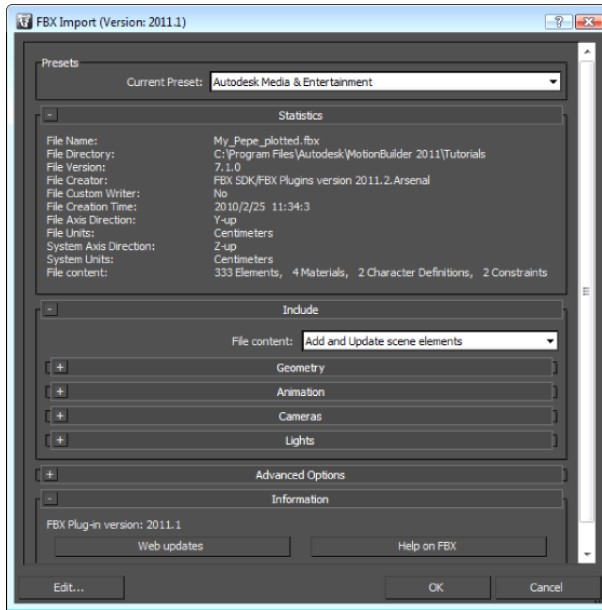 FBX Import (Version: 2011.1)
Presets
Current Preset: Autodesk Media & Entertainment
- Statistics
File Name: My_Pepe_plotted.fbx
File Directory: C:\Program Files\Autodesk\MotionBuilder 2011\Tutorials
File Version: 7.1.0
File Creator: FBX SDK/FBX Plugins version 2011.2.Arsenal
File Custom Writer: No
File Creation Time: 2010/2/25 11:34:3
File Axis Direction: Y-up
File Units: Centimeters
System Axis Direction: Z-up
System Units: Centimeters
File content: 333 Elements, 4 Materials, 2 Character Definitions, 2 Constraints
- Include
File content: Add and Update scene elements
+ Geometry
+ Animation
+ Cameras
+ Lights
+ Advanced Options
- Information
FBX Plug-in version: 2011.1
Web updates Help on FBX
Edit... OK Cancel